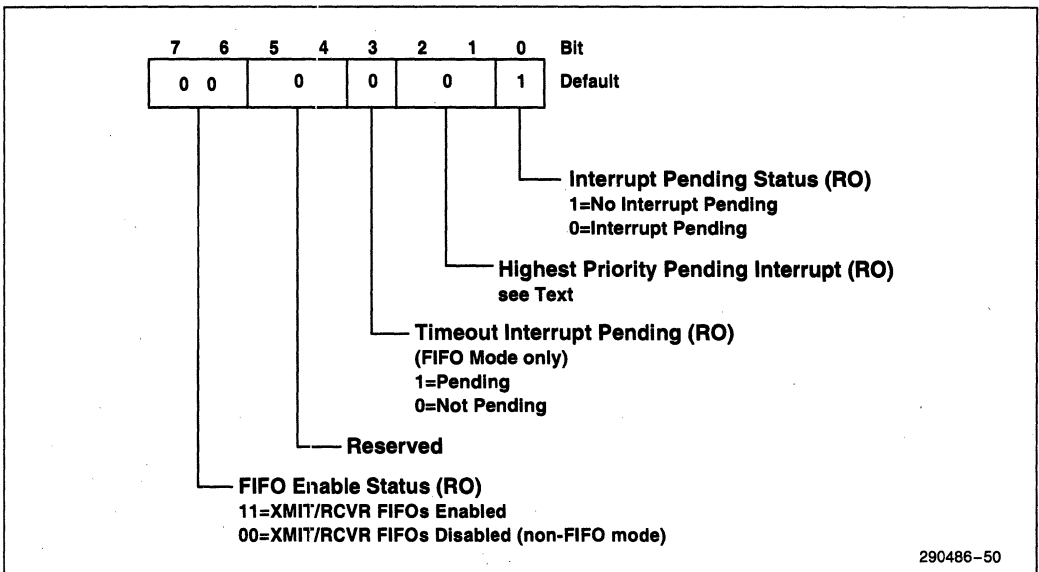 7 6 5 4 3 2 1 0 Bit
0 0 0 0 0 1 Default
Interrupt Pending Status (RO)
1=No Interrupt Pending
0=Interrupt Pending
Highest Priority Pending Interrupt (RO)
see Text
Timeout Interrupt Pending (RO)
(FIFO Mode only)
1=Pending
0=Not Pending
Reserved
FIFO Enable Status (RO)
11=XMIT/RCVR FIFOs Enabled
00=XMIT/RCVR FIFOs Disabled (non-FIFO mode)
290486–50